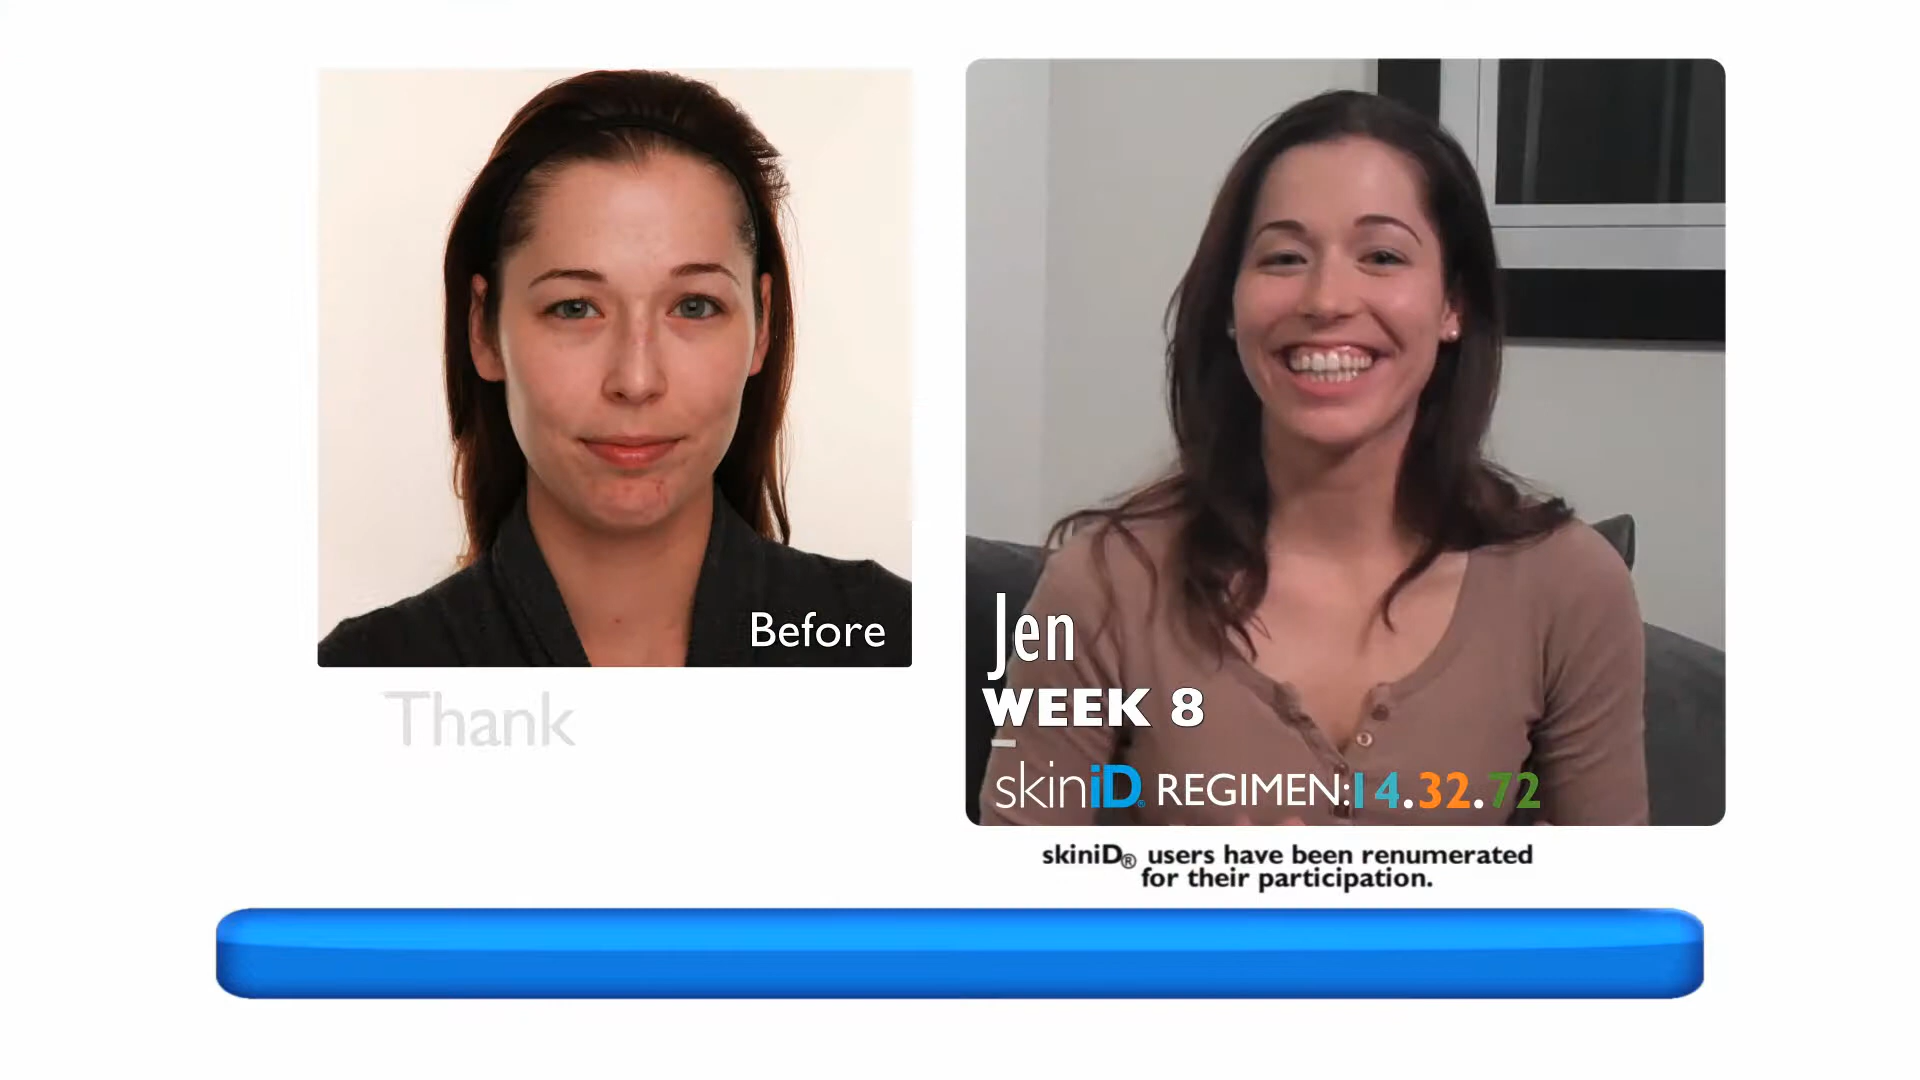 Before
Thank
Jen
WEEK 8
skiniD® REGIMEN:14.32.72
skiniD® users have been renumerated
for their participation.